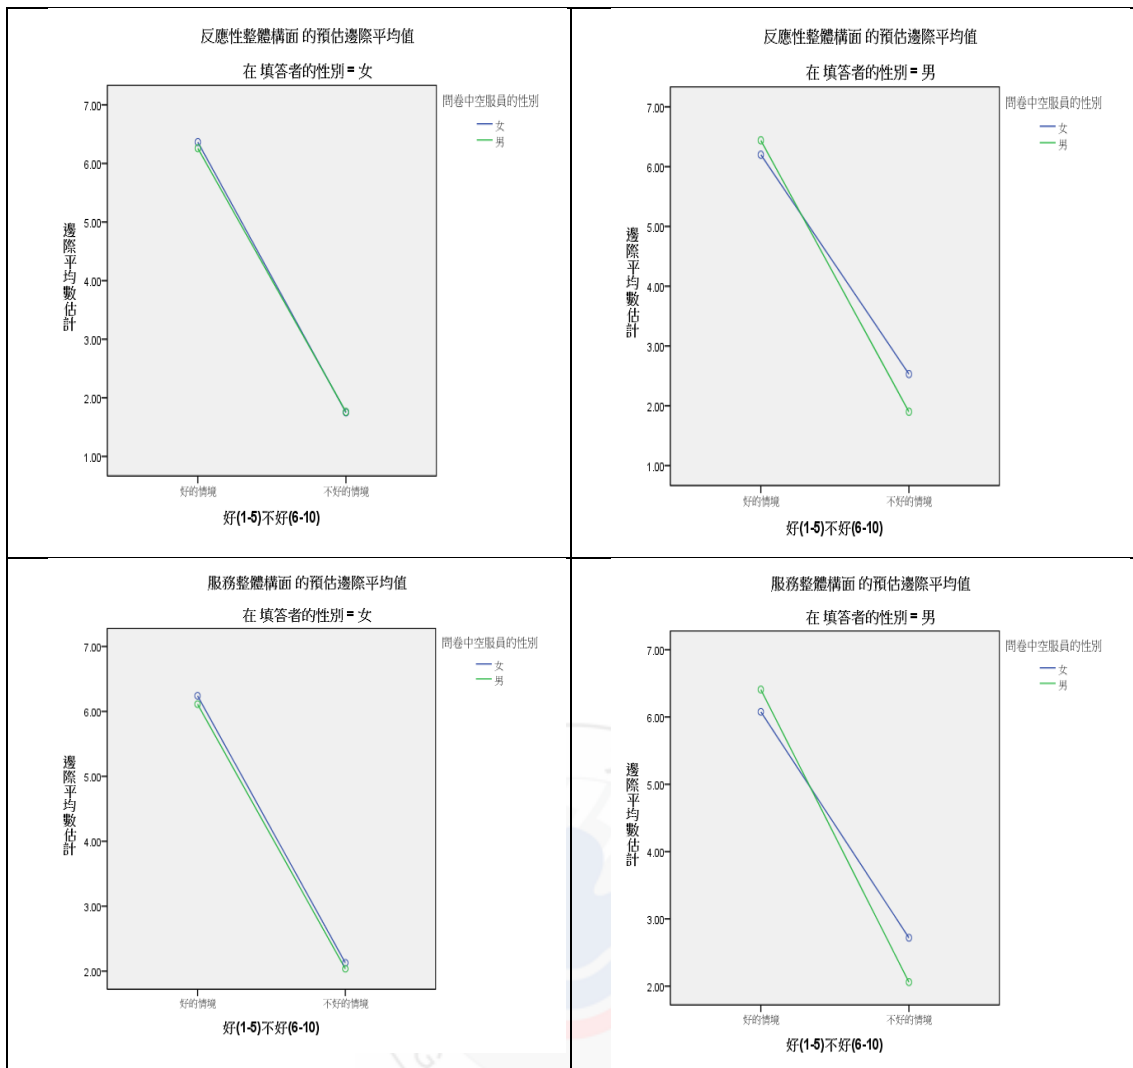 反應性整體構面 的預估邊際平均值
在 填答者的性別 = 女
問卷中空服員的性別
女
男
邊際平均數估計
7.00
6.00
5.00
4.00
3.00
2.00
1.00
好的情境
不好的情境
好(1-5)不好(6-10)
反應性整體構面 的預估邊際平均值
在 填答者的性別 = 男
問卷中空服員的性別
女
男
邊際平均數估計
7.00
6.00
5.00
4.00
3.00
2.00
1.00
好的情境
不好的情境
好(1-5)不好(6-10)
服務整體構面 的預估邊際平均值
在 填答者的性別 = 女
問卷中空服員的性別
女
男
邊際平均數估計
7.00
6.00
5.00
4.00
3.00
2.00
好的情境
不好的情境
好(1-5)不好(6-10)
服務整體構面 的預估邊際平均值
在 填答者的性別 = 男
問卷中空服員的性別
女
男
邊際平均數估計
7.00
6.00
5.00
4.00
3.00
2.00
好的情境
不好的情境
好(1-5)不好(6-10)